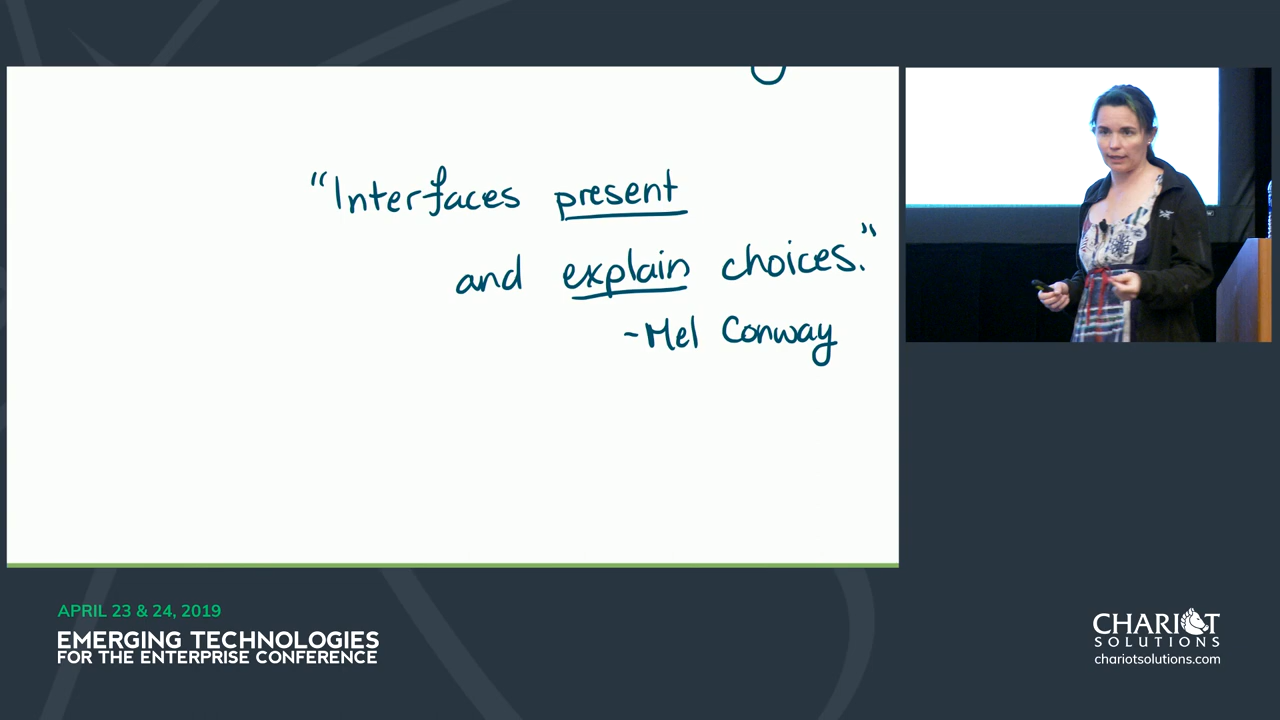 “Interfaces present
and explain choices.”
~Mel Conway
APRIL 23 & 24, 2019
EMERGING TECHNOLOGIES
FOR THE ENTERPRISE CONFERENCE
CHARIOT
SOLUTIONS
chariotsolutions.com